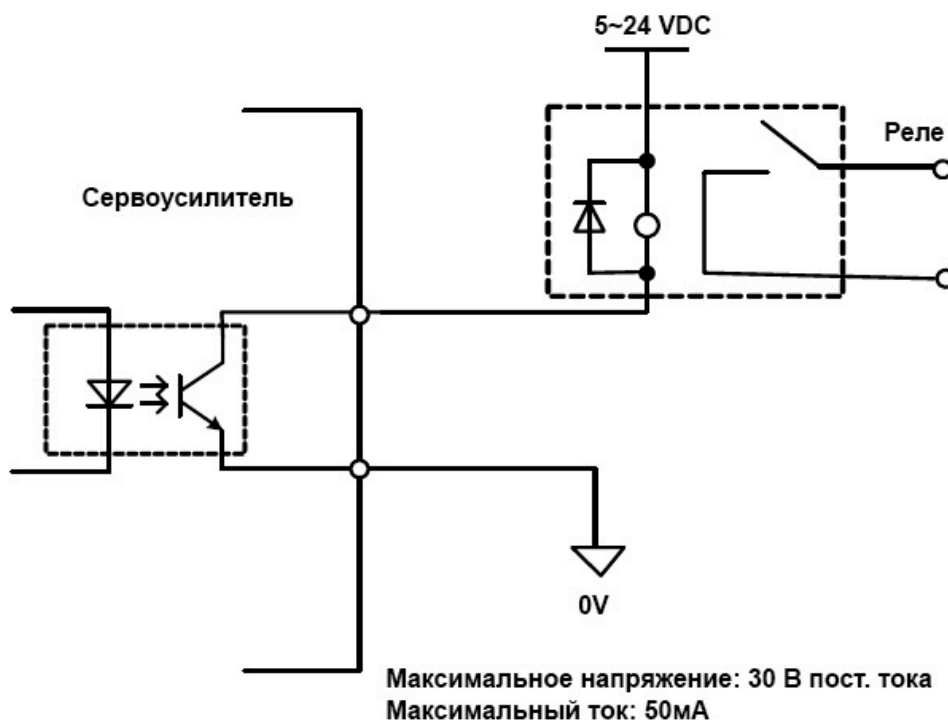 5~24 VDC
Реле
Сервоусилитель
0V
Максимальное напряжение: 30 В пост. тока
Максимальный ток: 50мА